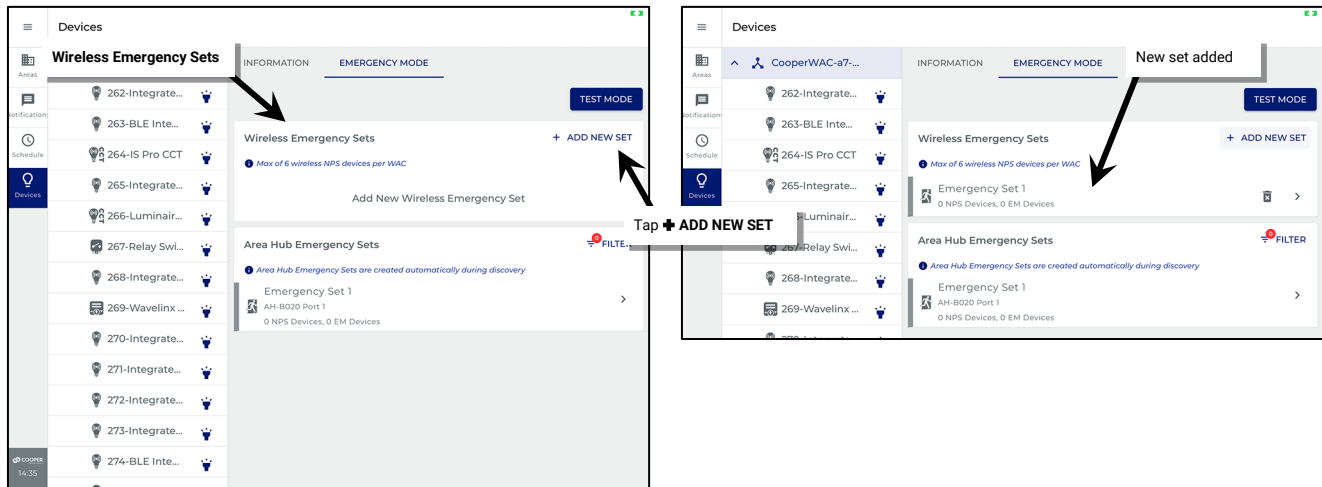 Devices
Wireless Emergency Sets
INFORMATION
EMERGENCY MODE
Areas
Notifications
Schedule
Devices
262-Integrate...
263-BLE Inte...
264-IS Pro CCT
265-Integrate...
266-Luminair...
267-Relay Swi...
268-Integrate...
269-Wavelinx ...
270-Integrate...
271-Integrate...
272-Integrate...
273-Integrate...
274-BLE Inte...
COOPER
14:35
TEST MODE
Wireless Emergency Sets
+ ADD NEW SET
Max of 6 wireless NPS devices per WAC
Add New Wireless Emergency Set
Tap + ADD NEW SET
Area Hub Emergency Sets
0
FILTE
Area Hub Emergency Sets are created automatically during discovery
Emergency Set 1
AH-B020 Port 1
0 NPS Devices, 0 EM Devices
Devices
CooperWAC-a7-...
INFORMATION
EMERGENCY MODE
New set added
Areas
Notifications
Schedule
Devices
262-Integrate...
263-BLE Inte...
264-IS Pro CCT
265-Integrate...
-Luminair...
267-Relay Swi...
268-Integrate...
269-Wavelinx ...
TEST MODE
Wireless Emergency Sets
+ ADD NEW SET
Max of 6 wireless NPS devices per WAC
Emergency Set 1
0 NPS Devices, 0 EM Devices
Area Hub Emergency Sets
0
FILTER
Area Hub Emergency Sets are created automatically during discovery
Emergency Set 1
AH-B020 Port 1
0 NPS Devices, 0 EM Devices